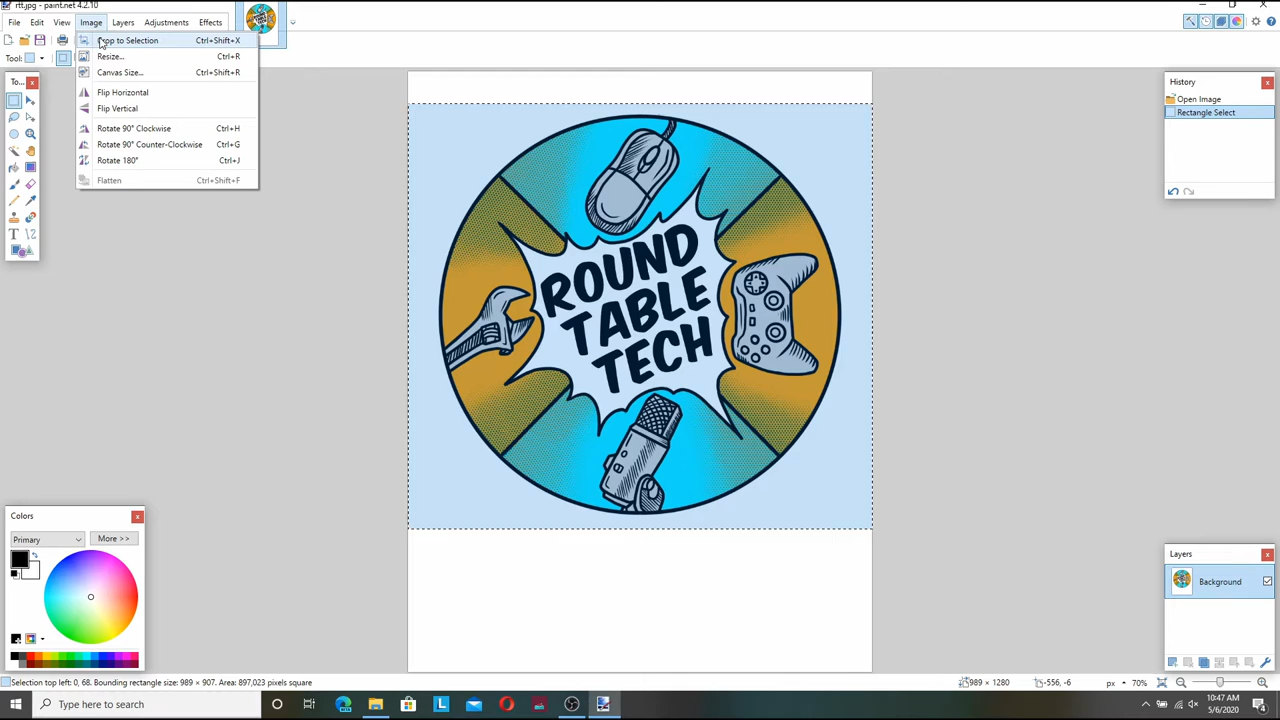 rtt.jpg - paint.net 4.2.10
File Edit View Image Layers Adjustments Effects
Crop to Selection Ctrl+Shift+X
Resize... Ctrl+R
Canvas Size... Ctrl+Shift+R
Flip Horizontal
Flip Vertical
Rotate 90° Clockwise Ctrl+H
Rotate 90° Counter-Clockwise Ctrl+G
Rotate 180° Ctrl+J
Flatten Ctrl+Shift+F
Tool:
To...
History
Open Image
Rectangle Select
ROUND
TABLE
TECH
Colors
Primary
More >>
Layers
Background
Selection top left: 0, 68. Bounding rectangle size: 989 × 907. Area: 897,023 pixels square
989 × 1280
-556, -6
px
70%
Type here to search
10:47 AM
5/6/2020